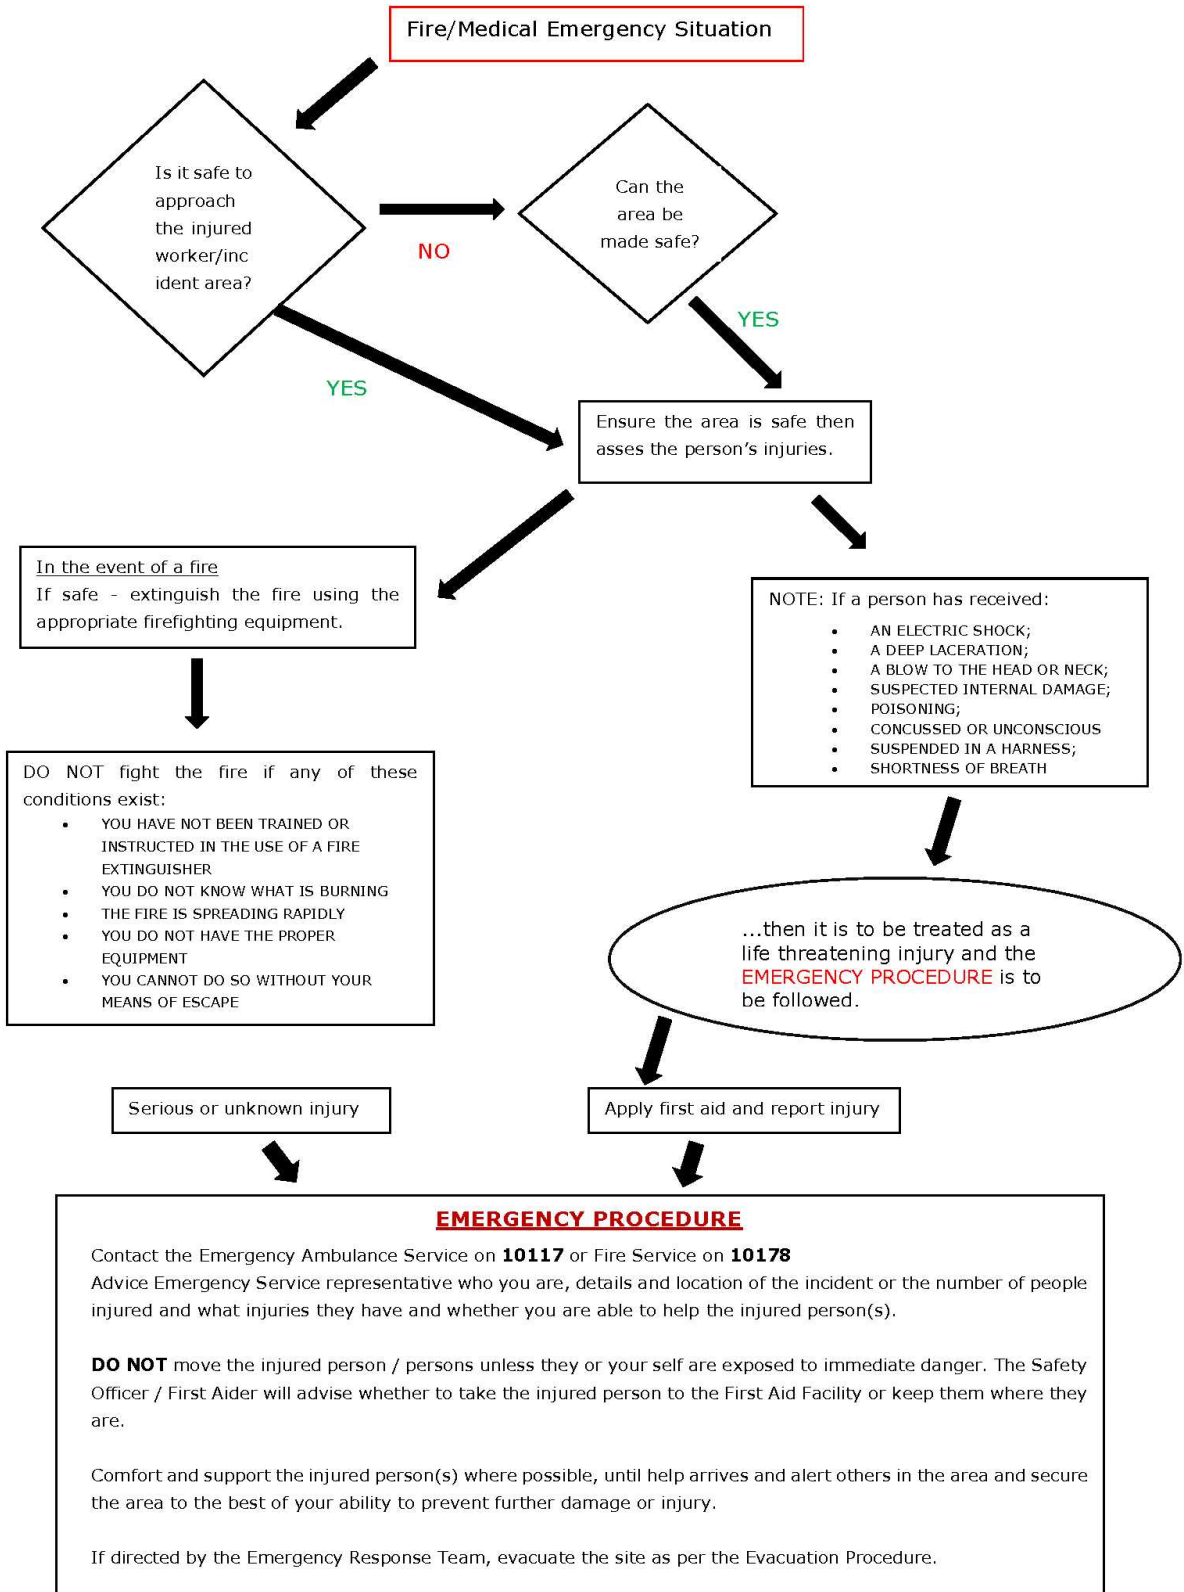 Fire/Medical Emergency Situation
Is it safe to
approach
the injured
worker/inc
ident area?
NO
Can the
area be
made safe?
YES
YES
Ensure the area is safe then
asses the person's injuries.
In the event of a fire
If safe - extinguish the fire using the
appropriate firefighting equipment.
NOTE: If a person has received:
• AN ELECTRIC SHOCK;
• A DEEP LACERATION;
• A BLOW TO THE HEAD OR NECK;
• SUSPECTED INTERNAL DAMAGE;
• POISONING;
• CONCUSSED OR UNCONSCIOUS
• SUSPENDED IN A HARNESS;
• SHORTNESS OF BREATH
DO NOT fight the fire if any of these
conditions exist:
• YOU HAVE NOT BEEN TRAINED OR
INSTRUCTED IN THE USE OF A FIRE
EXTINGUISHER
• YOU DO NOT KNOW WHAT IS BURNING
• THE FIRE IS SPREADING RAPIDLY
• YOU DO NOT HAVE THE PROPER
EQUIPMENT
• YOU CANNOT DO SO WITHOUT YOUR
MEANS OF ESCAPE
...then it is to be treated as a
life threatening injury and the
EMERGENCY PROCEDURE is to
be followed.
Serious or unknown injury
Apply first aid and report injury
EMERGENCY PROCEDURE
Contact the Emergency Ambulance Service on 10117 or Fire Service on 10178
Advice Emergency Service representative who you are, details and location of the incident or the number of people
injured and what injuries they have and whether you are able to help the injured person(s).
DO NOT move the injured person / persons unless they or your self are exposed to immediate danger. The Safety
Officer / First Aider will advise whether to take the injured person to the First Aid Facility or keep them where they
are.
Comfort and support the injured person(s) where possible, until help arrives and alert others in the area and secure
the area to the best of your ability to prevent further damage or injury.
If directed by the Emergency Response Team, evacuate the site as per the Evacuation Procedure.